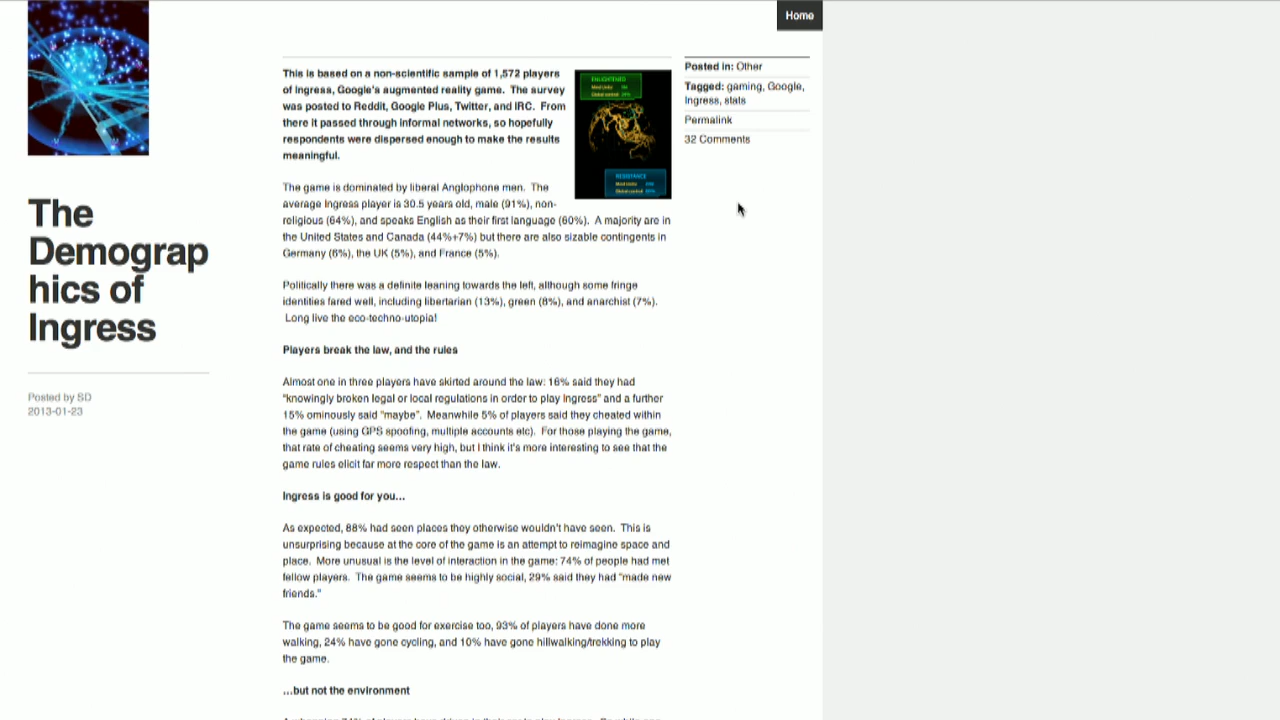 Home
The
Demograp
hics of
Ingress
Posted by SD
2013-01-23
This is based on a non-scientific sample of 1,572 players
of Ingress, Google's augmented reality game.  The survey
was posted to Reddit, Google Plus, Twitter, and IRC.  From
there it passed through informal networks, so hopefully
respondents were dispersed enough to make the results
meaningful.
ENLIGHTENED
Mind Units
Global control
RESISTANCE
Mind Units
Global control
The game is dominated by liberal Anglophone men.  The
average Ingress player is 30.5 years old, male (91%), non-
religious (64%), and speaks English as their first language (60%).  A majority are in
the United States and Canada (44%+7%) but there are also sizable contingents in
Germany (6%), the UK (5%), and France (5%).
Politically there was a definite leaning towards the left, although some fringe
identities fared well, including libertarian (13%), green (8%), and anarchist (7%).
Long live the eco-techno-utopia!
Players break the law, and the rules
Almost one in three players have skirted around the law: 16% said they had
"knowingly broken legal or local regulations in order to play Ingress" and a further
15% ominously said "maybe".  Meanwhile 5% of players said they cheated within
the game (using GPS spoofing, multiple accounts etc).  For those playing the game,
that rate of cheating seems very high, but I think it's more interesting to see that the
game rules elicit far more respect than the law.
Ingress is good for you...
As expected, 88% had seen places they otherwise wouldn't have seen.  This is
unsurprising because at the core of the game is an attempt to reimagine space and
place.  More unusual is the level of interaction in the game: 74% of people had met
fellow players.  The game seems to be highly social, 29% said they had "made new
friends."
The game seems to be good for exercise too, 93% of players have done more
walking, 24% have gone cycling, and 10% have gone hillwalking/trekking to play
the game.
...but not the environment
Posted in: Other
Tagged: gaming, Google,
Ingress, stats
Permalink
32 Comments